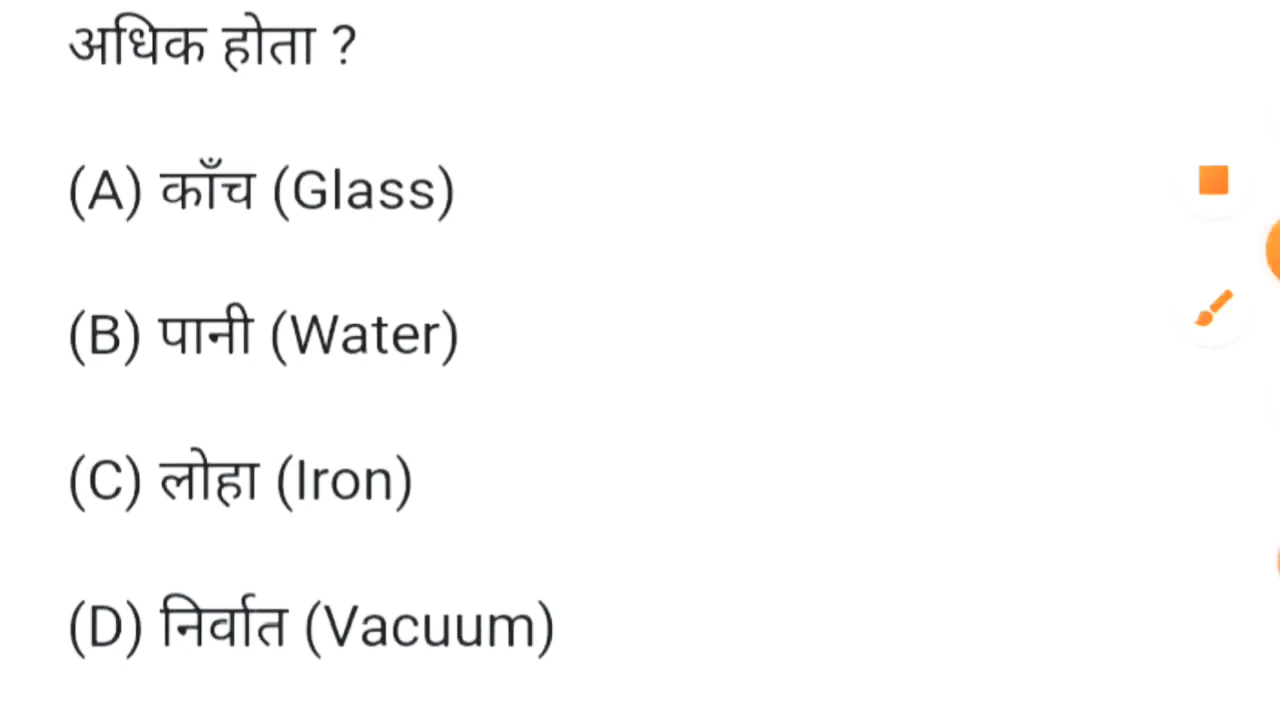 अधिक होता ?
(A) काँच (Glass)
(B) पानी (Water)
(C) लोहा (Iron)
(D) निर्वात (Vacuum)